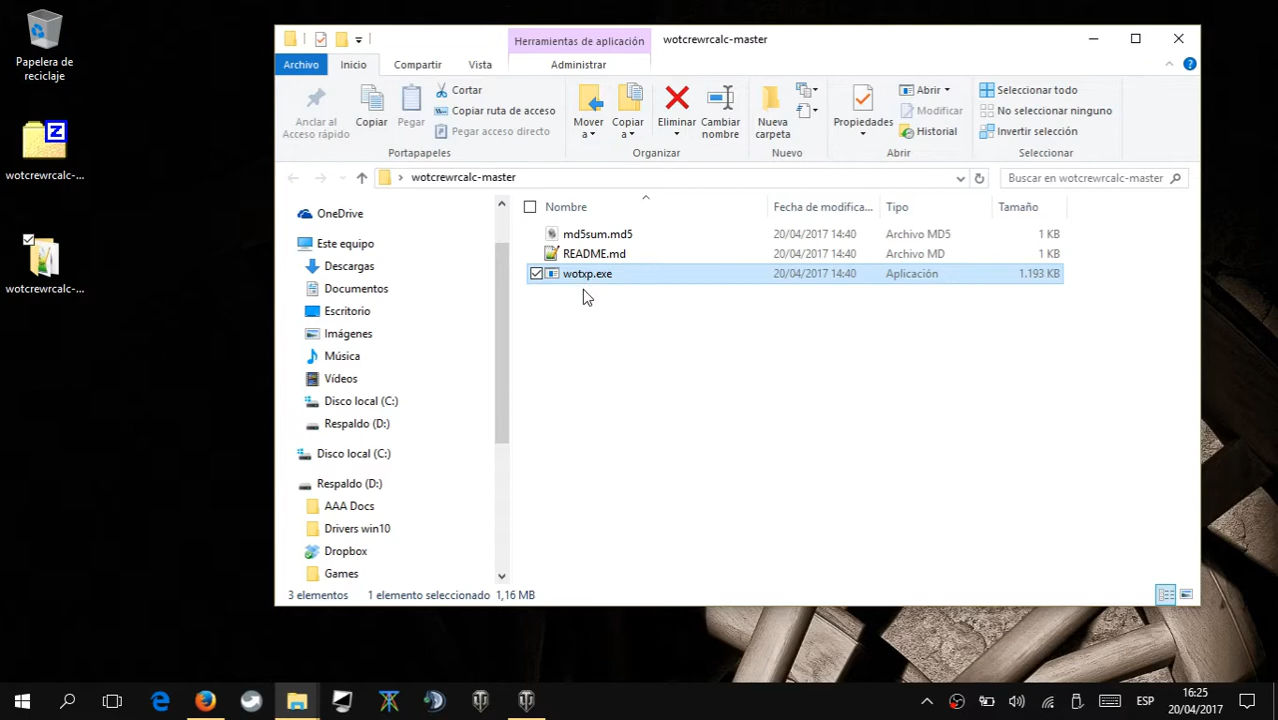 Papelera de
reciclaje
wotcrewrcalc-...
wotcrewrcalc-...
Herramientas de aplicación
wotcrewrcalc-master
Archivo
Inicio
Compartir
Vista
Administrar
Anclar al
Acceso rápido
Copiar
Pegar
Cortar
Copiar ruta de acceso
Pegar acceso directo
Portapapeles
Mover
a
Copiar
a
Eliminar
Cambiar
nombre
Organizar
Nueva
carpeta
Nuevo
Propiedades
Abrir
Modificar
Historial
Abrir
Seleccionar todo
No seleccionar ninguno
Invertir selección
Seleccionar
wotcrewrcalc-master
Buscar en wotcrewrcalc-master
OneDrive
Este equipo
Descargas
Documentos
Escritorio
Imágenes
Música
Vídeos
Disco local (C:)
Respaldo (D:)
Disco local (C:)
Respaldo (D:)
AAA Docs
Drivers win10
Dropbox
Games
Nombre Fecha de modifica... Tipo Tamaño
md5sum.md5 20/04/2017 14:40 Archivo MD5 1 KB
README.md 20/04/2017 14:40 Archivo MD 1 KB
wotxp.exe 20/04/2017 14:40 Aplicación 1.193 KB
3 elementos 1 elemento seleccionado 1,16 MB
ESP
16:25
20/04/2017